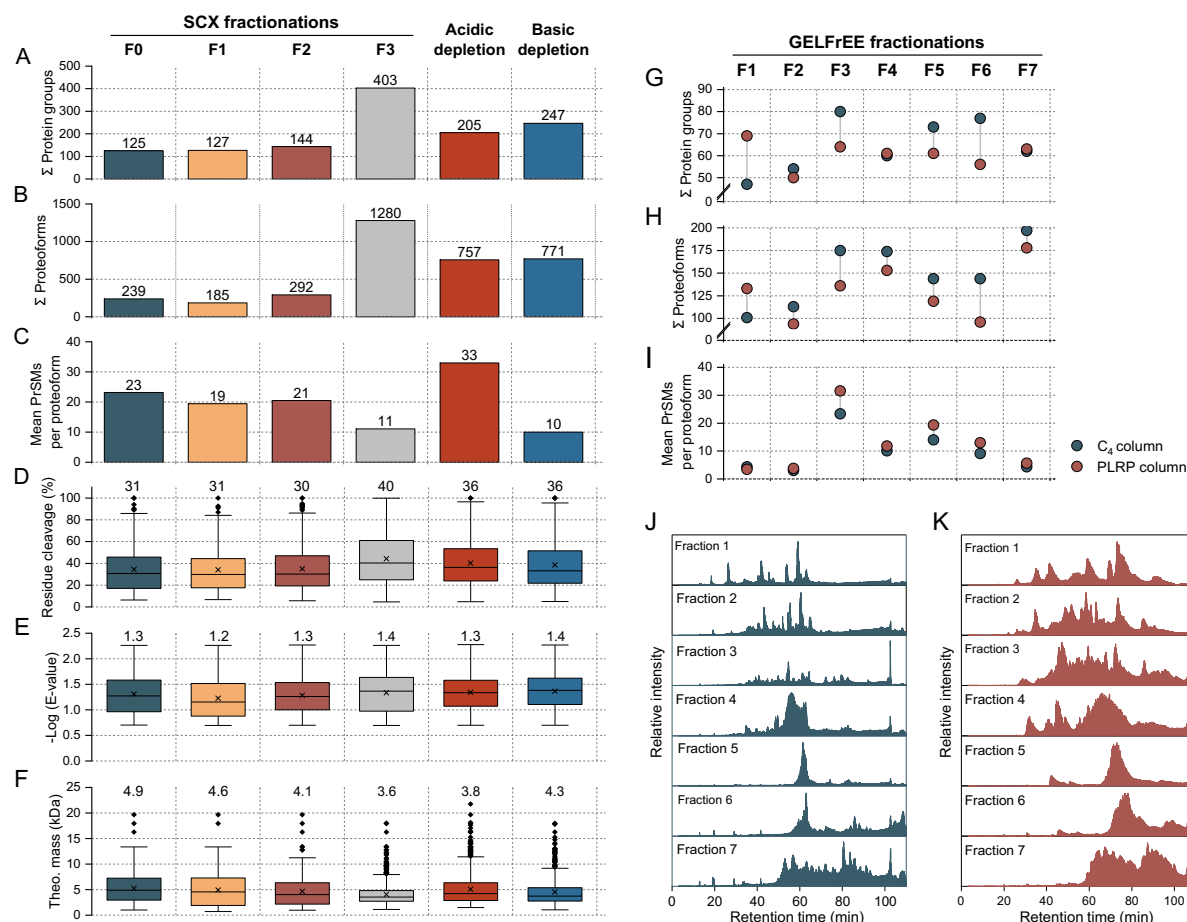 SCX fractionations
F0 F1 F2 F3 Acidic depletion Basic depletion
A
Σ Protein groups
500
400
300
200
100
0
125 127 144 403 205 247
B
Σ Proteoforms
1500
1000
500
0
239 185 292 1280 757 771
C
Mean PrSMs
per proteoform
40
30
20
10
0
23 19 21 11 33 10
D
Residue cleavage (%)
100
80
60
40
20
0
31 31 30 40 36 36
E
-Log (E-value)
2.5
2.0
1.5
1.0
0.5
0.0
1.3 1.2 1.3 1.4 1.3 1.4
F
Theo. mass (kDa)
25
20
15
10
5
0
4.9 4.6 4.1 3.6 3.8 4.3
GELFrEE fractionations
F1 F2 F3 F4 F5 F6 F7
G
Σ Protein groups
90
80
70
60
50
0
H
Σ Proteoforms
200
175
150
125
100
0
I
Mean PrSMs
per proteoform
40
30
20
10
0
C₄ column
PLRP column
J
Relative intensity
Fraction 1
Fraction 2
Fraction 3
Fraction 4
Fraction 5
Fraction 6
Fraction 7
0 20 40 60 80 100
Retention time (min)
K
Relative intensity
Fraction 1
Fraction 2
Fraction 3
Fraction 4
Fraction 5
Fraction 6
Fraction 7
0 20 40 60 80 100
Retention time (min)